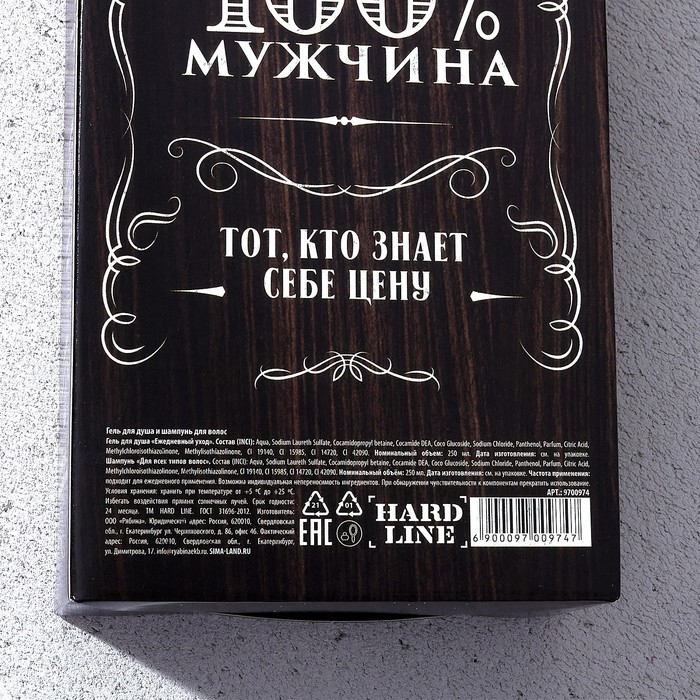 100%
МУЖЧИНА
ТОТ, КТО ЗНАЕТ
СЕБЕ ЦЕНУ
Гель для душа и шампунь для волос
Гель для душа «Ежедневный уход». Состав (INCI): Aqua, Sodium Laureth Sulfate, Cocamidopropyl betaine, Cocamide DEA, Coco Glucoside, Sodium Chloride, Panthenol, Parfum, Citric Acid,
Methylchloroisothiazolinone, Methylisothiazolinone, CI 19140, CI 15985, CI 14720, CI 42090. Номинальный объем: 250 мл. Дата изготовления: см. на упаковке.
Шампунь «Для всех типов волос». Состав (INCI): Aqua, Sodium Laureth Sulfate, Cocamidopropyl betaine, Cocamide DEA, Coco Glucoside, Sodium Chloride, Panthenol, Parfum, Citric Acid,
Methylchloroisothiazolinone, Methylisothiazolinone, CI 19140, CI 15985, CI 14720, CI 42090. Номинальный объем: 250 мл. Дата изготовления: см. на упаковке. Частота применения:
подходит для ежедневного применения. Возможна индивидуальная непереносимость ингредиентов. При обнаружении чувствительности к компонентам прекратить использование.
Условия хранения: хранить при температуре от +5 °C до +25 °C. АРТ.: 9700974
Избегать воздействия прямых солнечных лучей. Срок годности:
24 месяца. ТМ HARD LINE. ГОСТ 31696-2012. Изготовитель:
ООО «Рябина». Юридический адрес: Россия, 620010, Свердловская
обл., г. Екатеринбург ул. Черняховского, д. 86, офис 46. Фактический
адрес: Россия, 620010, Свердловская обл., г. Екатеринбург,
ул. Димитрова, 17. info@ryabinaekb.ru. SIMA-LAND.RU
21
01
EAC
HARD
LINE
6 900097 009747